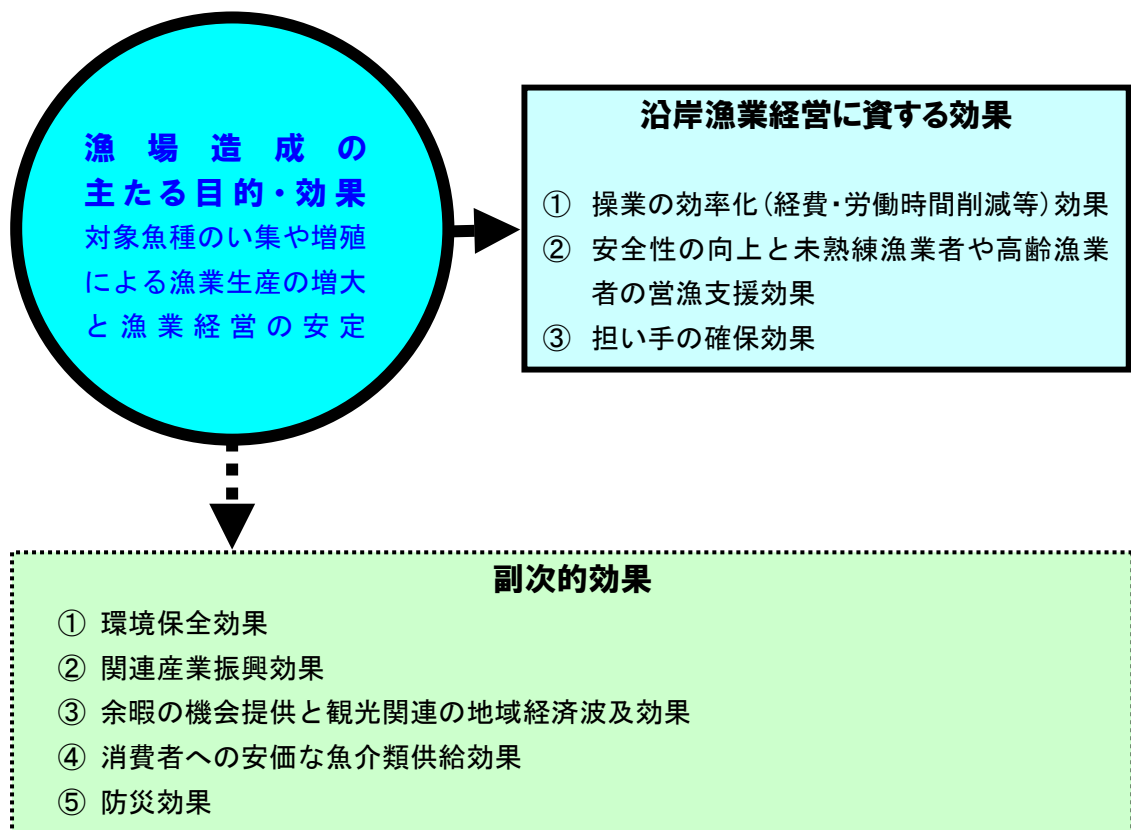 漁場造成の
主たる目的・効果
対象魚種のい集や増殖
による漁業生産の増大
と漁業経営の安定
沿岸漁業経営に資する効果
① 操業の効率化(経費・労働時間削減等)効果
② 安全性の向上と未熟練漁業者や高齢漁業
者の営漁支援効果
③ 担い手の確保効果
副次的効果
① 環境保全効果
② 関連産業振興効果
③ 余暇の機会提供と観光関連の地域経済波及効果
④ 消費者への安価な魚介類供給効果
⑤ 防災効果